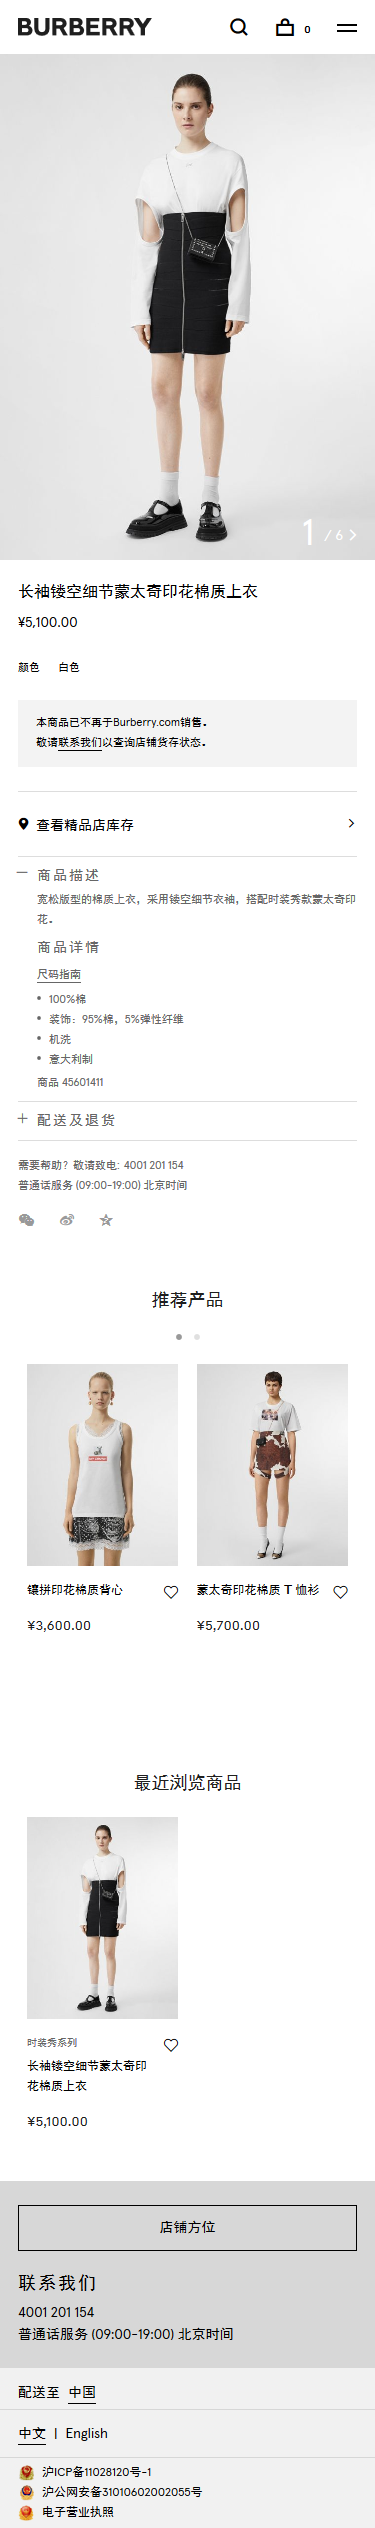 BURBERRY
0
1 / 6
长袖镂空细节蒙太奇印花棉质上衣
¥5,100.00
颜色 白色
本商品已不再于Burberry.com销售。
敬请联系我们以查询店铺货存状态。
查看精品店库存
商品描述
宽松版型的棉质上衣，采用镂空细节衣袖，搭配时装秀款蒙太奇印
花。
商品详情
尺码指南
100%棉
装饰：95%棉，5%弹性纤维
机洗
意大利制
商品 45601411
配送及退货
需要帮助？敬请致电: 4001 201 154
普通话服务 (09:00-19:00) 北京时间
推荐产品
镶拼印花棉质背心
¥3,600.00
蒙太奇印花棉质 T 恤衫
¥5,700.00
最近浏览商品
时装秀系列
长袖镂空细节蒙太奇印
花棉质上衣
¥5,100.00
店铺方位
联系我们
4001 201 154
普通话服务 (09:00-19:00) 北京时间
配送至 中国
中文 | English
沪ICP备11028120号-1
沪公网安备31010602002055号
电子营业执照